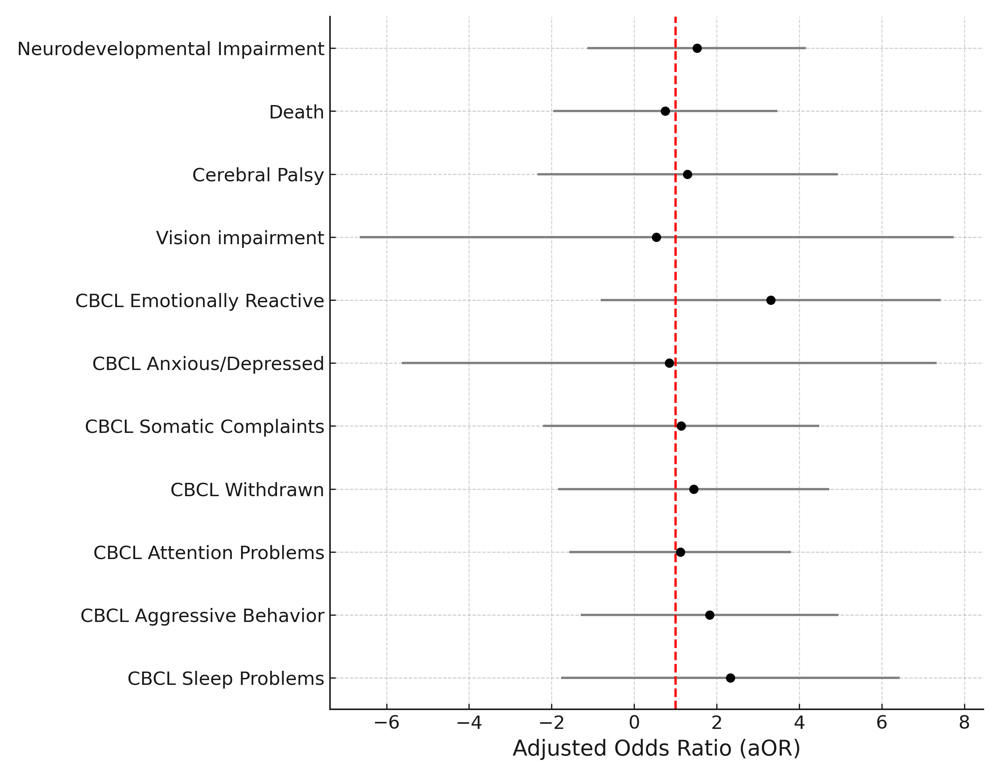 Neurodevelopmental Impairment
Death
Cerebral Palsy
Vision impairment
CBCL Emotionally Reactive
CBCL Anxious/Depressed
CBCL Somatic Complaints
CBCL Withdrawn
CBCL Attention Problems
CBCL Aggressive Behavior
CBCL Sleep Problems
−6 −4 −2 0 2 4 6 8
Adjusted Odds Ratio (aOR)